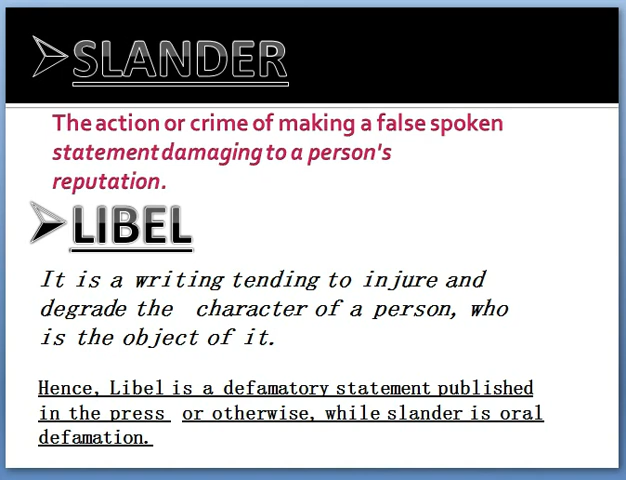 SLANDER
The action or crime of making a false spoken
statement damaging to a person's
reputation.
LIBEL
It is a writing tending to injure and
degrade the character of a person, who
is the object of it.
Hence, Libel is a defamatory statement published
in the press or otherwise, while slander is oral
defamation.